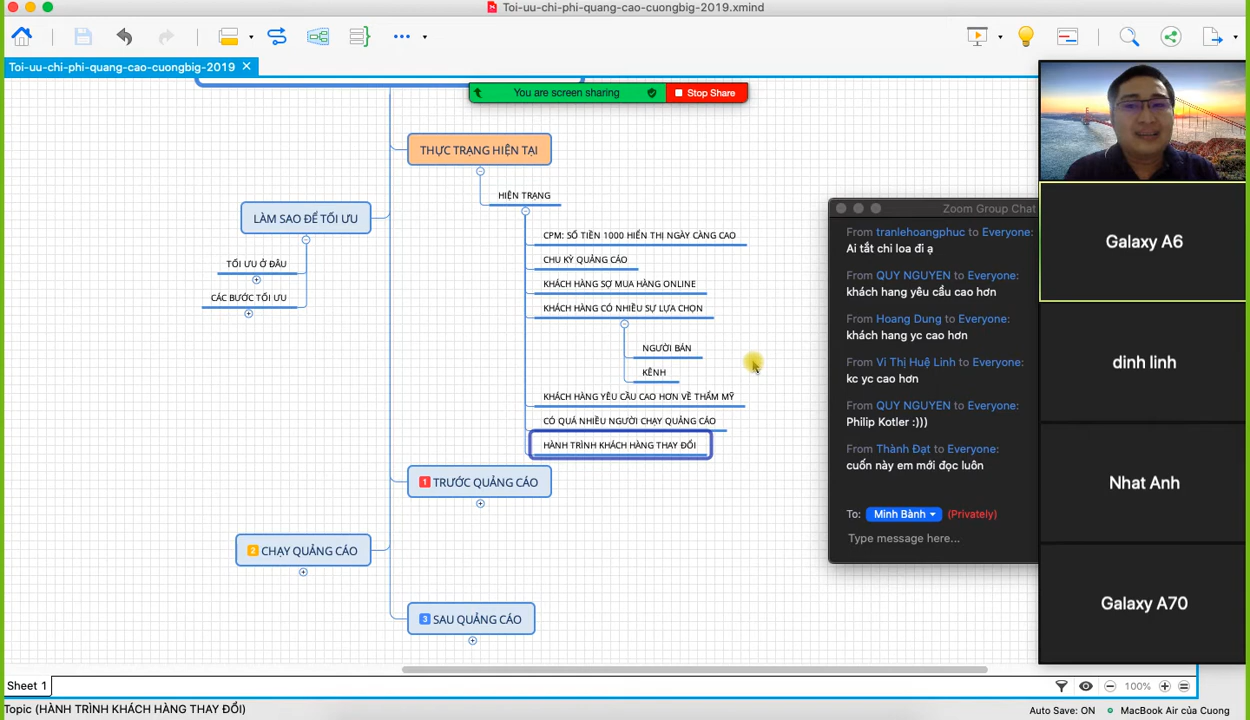 Toi-uu-chi-phi-quang-cao-cuongbig-2019.xmind
Toi-uu-chi-phi-quang-cao-cuongbig-2019
You are screen sharing
Stop Share
THỰC TRẠNG HIỆN TẠI
HIỆN TRẠNG
CPM: SỐ TIỀN 1000 HIỂN THỊ NGÀY CÀNG CAO
CHU KỲ QUẢNG CÁO
KHÁCH HÀNG SỢ MUA HÀNG ONLINE
KHÁCH HÀNG CÓ NHIỀU SỰ LỰA CHỌN
NGƯỜI BÁN
KÊNH
KHÁCH HÀNG YÊU CẦU CAO HƠN VỀ THẨM MỸ
CÓ QUÁ NHIỀU NGƯỜI CHẠY QUẢNG CÁO
HÀNH TRÌNH KHÁCH HÀNG THAY ĐỔI
LÀM SAO ĐỂ TỐI ƯU
TỐI ƯU Ở ĐÂU
CÁC BƯỚC TỐI ƯU
1 TRƯỚC QUẢNG CÁO
2 CHẠY QUẢNG CÁO
3 SAU QUẢNG CÁO
Zoom Group Chat
From tranlehoangphuc to Everyone:
Ai tắt chi loa đi ạ
From QUY NGUYEN to Everyone:
khách hàng yêu cầu cao hơn
From Hoang Dung to Everyone:
khách hang yc cao hơn
From Vi Thị Huệ Linh to Everyone:
kc yc cao hơn
From QUY NGUYEN to Everyone:
Philip Kotler :)))
From Thành Đạt to Everyone:
cuốn này em mới đọc luôn
To: Minh Bành (Privately)
Type message here...
Galaxy A6
dinh linh
Nhat Anh
Galaxy A70
Sheet 1
100%
Topic (HÀNH TRÌNH KHÁCH HÀNG THAY ĐỔI)
Auto Save: ON
MacBook Air của Cuong